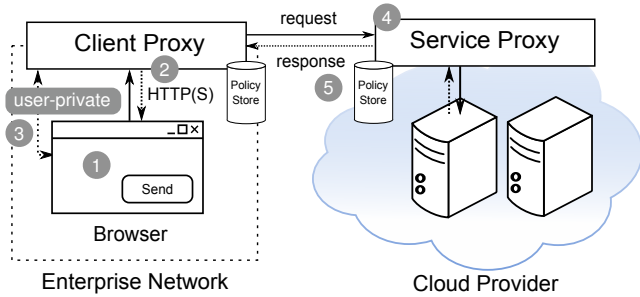 request
4
Client Proxy
Service Proxy
2
response
Policy
Store
5
Policy
Store
user-private
HTTP(S)
3
1
Send
Browser
Enterprise Network
Cloud Provider